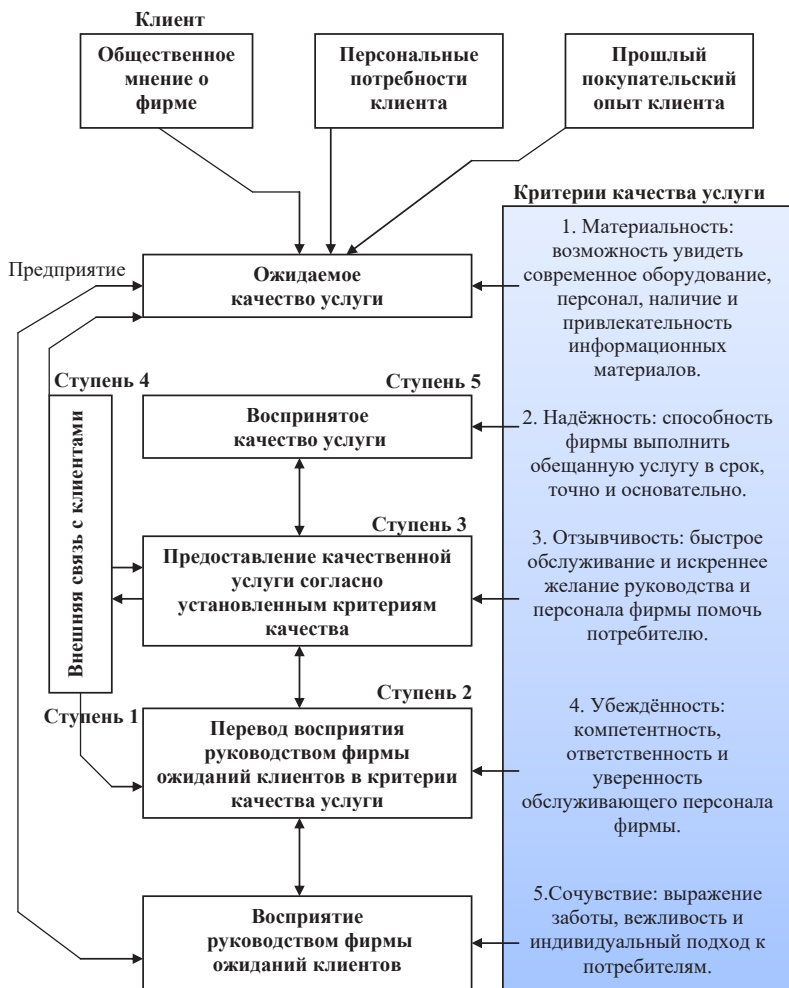 Клиент
Общественное
мнение о
фирме
Персональные
потребности
клиента
Прошлый
покупательский
опыт клиента
Критерии качества услуги
Предприятие
Ожидаемое
качество услуги
1. Материальность:
возможность увидеть
современное оборудование,
персонал, наличие и
привлекательность
информационных
материалов.
Ступень 4
Ступень 5
Внешняя связь с клиентами
Воспринятое
качество услуги
2. Надёжность: способность
фирмы выполнить
обещанную услугу в срок,
точно и основательно.
Ступень 3
Предоставление качественной
услуги согласно
установленным критериям
качества
3. Отзывчивость: быстрое
обслуживание и искреннее
желание руководства и
персонала фирмы помочь
потребителю.
Ступень 2
Ступень 1
Перевод восприятия
руководством фирмы
ожиданий клиентов в критерии
качества услуги
4. Убеждённость:
компетентность,
ответственность и
уверенность
обслуживающего персонала
фирмы.
Восприятие
руководством фирмы
ожиданий клиентов
5.Сочувствие: выражение
заботы, вежливость и
индивидуальный подход к
потребителям.